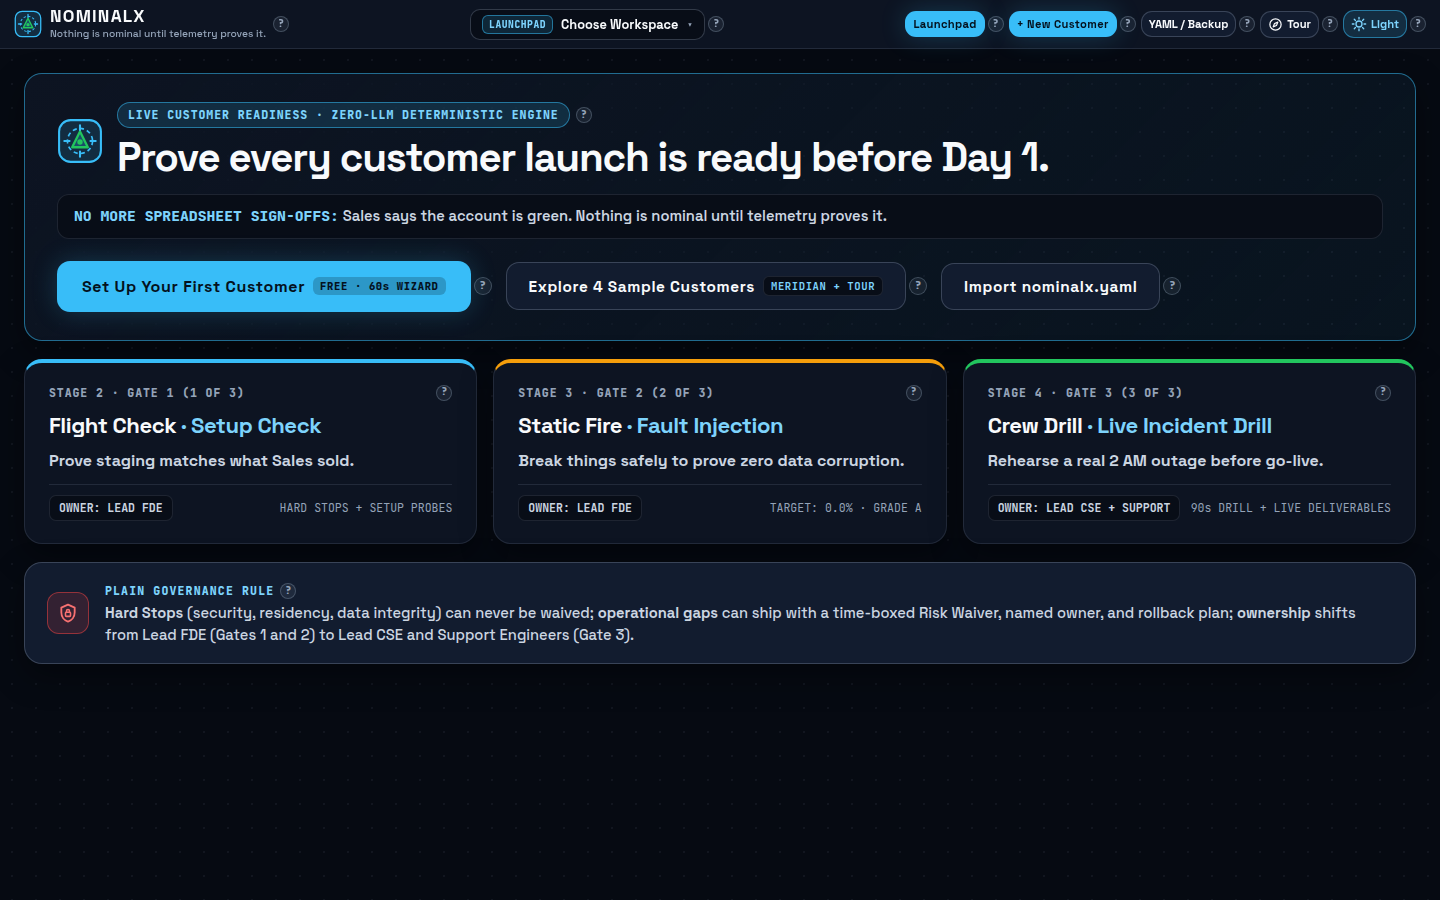 NOMINALX
Nothing is nominal until telemetry proves it.
?
LAUNCHPAD Choose Workspace ▾ ?
Launchpad ? + New Customer ? YAML / Backup ? Tour ? Light ?
LIVE CUSTOMER READINESS · ZERO-LLM DETERMINISTIC ENGINE ?
Prove every customer launch is ready before Day 1.
NO MORE SPREADSHEET SIGN-OFFS: Sales says the account is green. Nothing is nominal until telemetry proves it.
Set Up Your First Customer FREE · 60s WIZARD ? Explore 4 Sample Customers MERIDIAN + TOUR ? Import nominalx.yaml ?
STAGE 2 · GATE 1 (1 OF 3) ?
Flight Check · Setup Check
Prove staging matches what Sales sold.
OWNER: LEAD FDE HARD STOPS + SETUP PROBES
STAGE 3 · GATE 2 (2 OF 3) ?
Static Fire · Fault Injection
Break things safely to prove zero data corruption.
OWNER: LEAD FDE TARGET: 0.0% · GRADE A
STAGE 4 · GATE 3 (3 OF 3) ?
Crew Drill · Live Incident Drill
Rehearse a real 2 AM outage before go-live.
OWNER: LEAD CSE + SUPPORT 90s DRILL + LIVE DELIVERABLES
PLAIN GOVERNANCE RULE ?
Hard Stops (security, residency, data integrity) can never be waived; operational gaps can ship with a time-boxed Risk Waiver, named owner, and rollback plan; ownership shifts
from Lead FDE (Gates 1 and 2) to Lead CSE and Support Engineers (Gate 3).